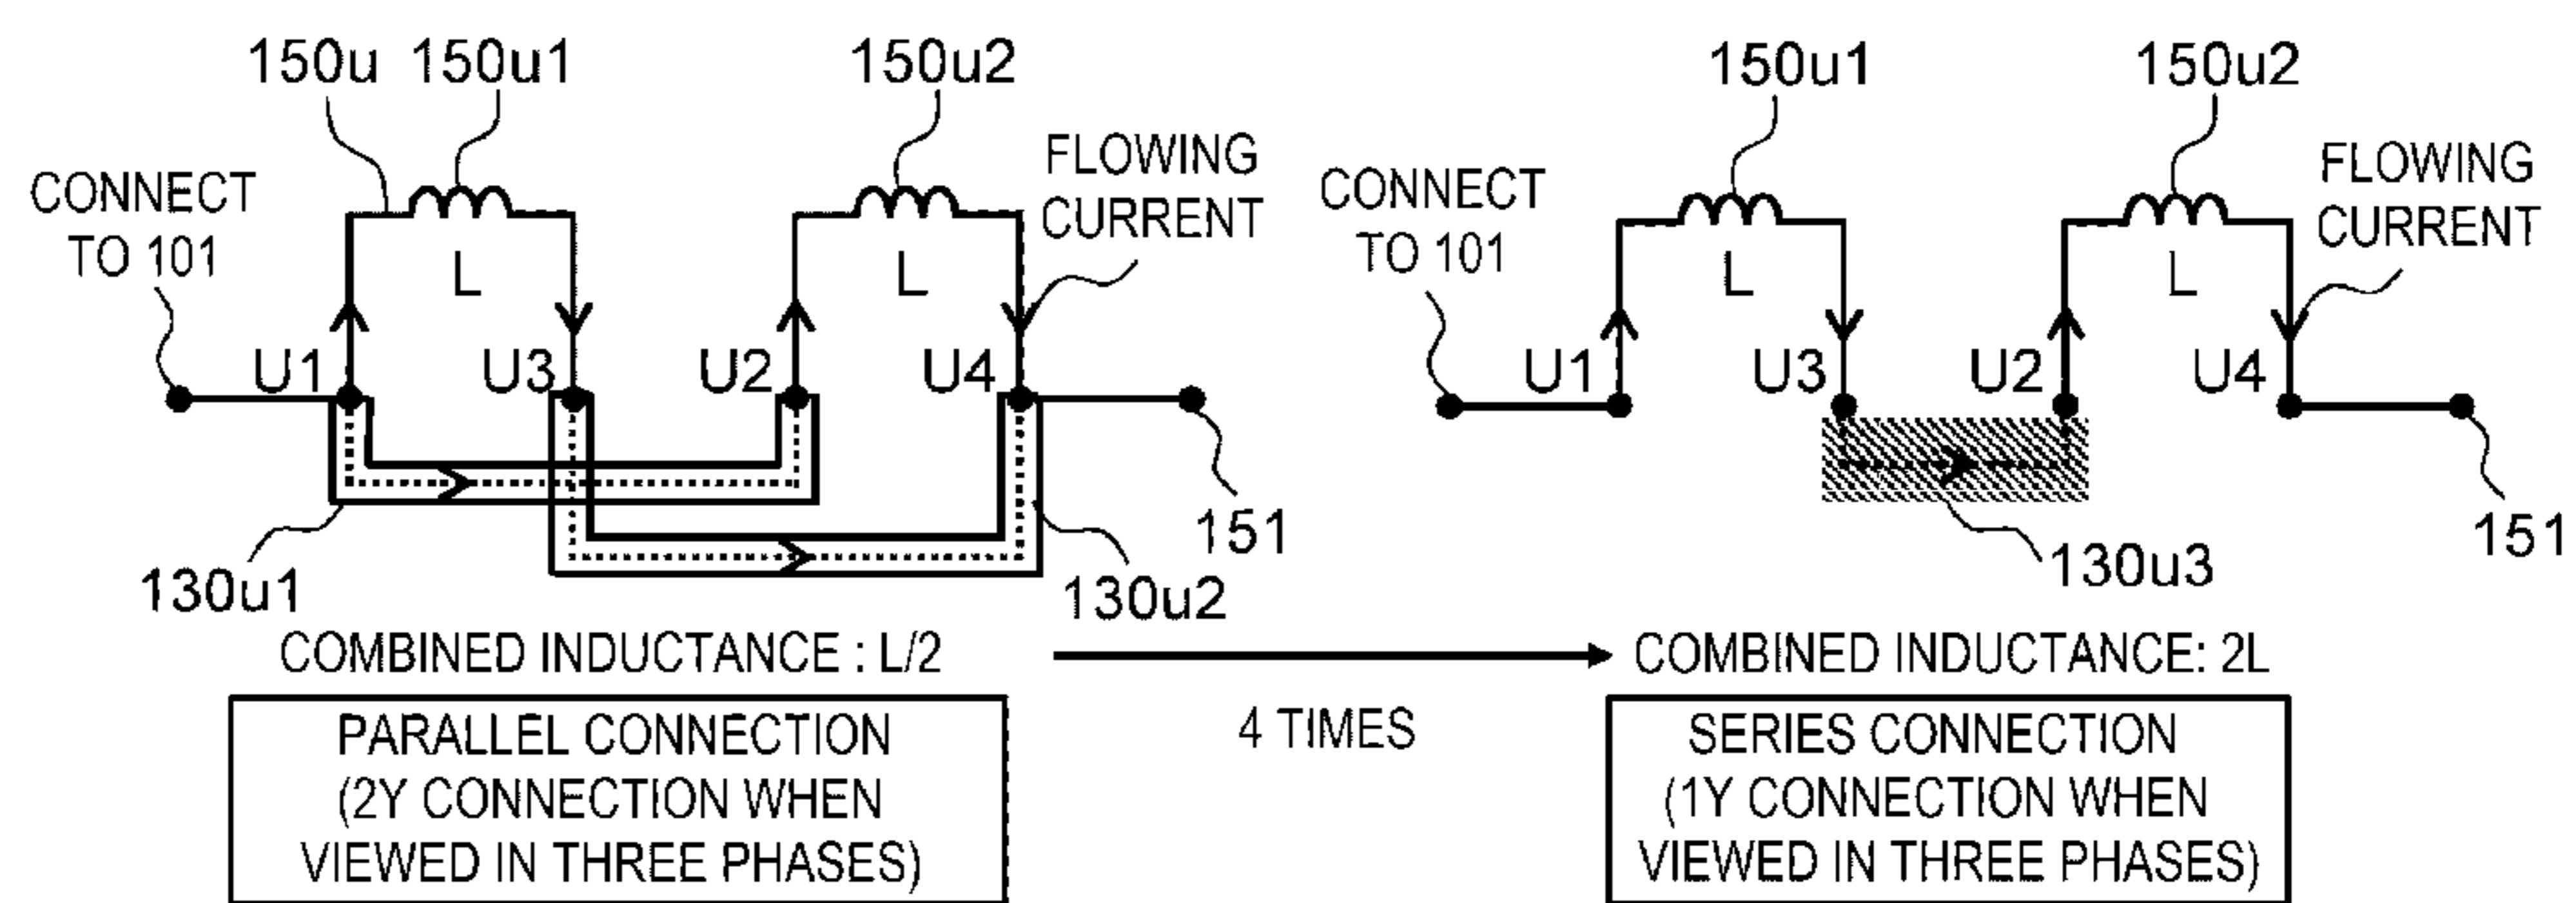 150u 150u1 150u2
CONNECT
TO 101
FLOWING
CURRENT
L L
U1 U3 U2 U4
151
130u1 130u2
COMBINED INDUCTANCE : L/2
PARALLEL CONNECTION
(2Y CONNECTION WHEN
VIEWED IN THREE PHASES)
4 TIMES
150u1 150u2
CONNECT
TO 101
FLOWING
CURRENT
L L
U1 U3 U2 U4
151
130u3
COMBINED INDUCTANCE: 2L
SERIES CONNECTION
(1Y CONNECTION WHEN
VIEWED IN THREE PHASES)